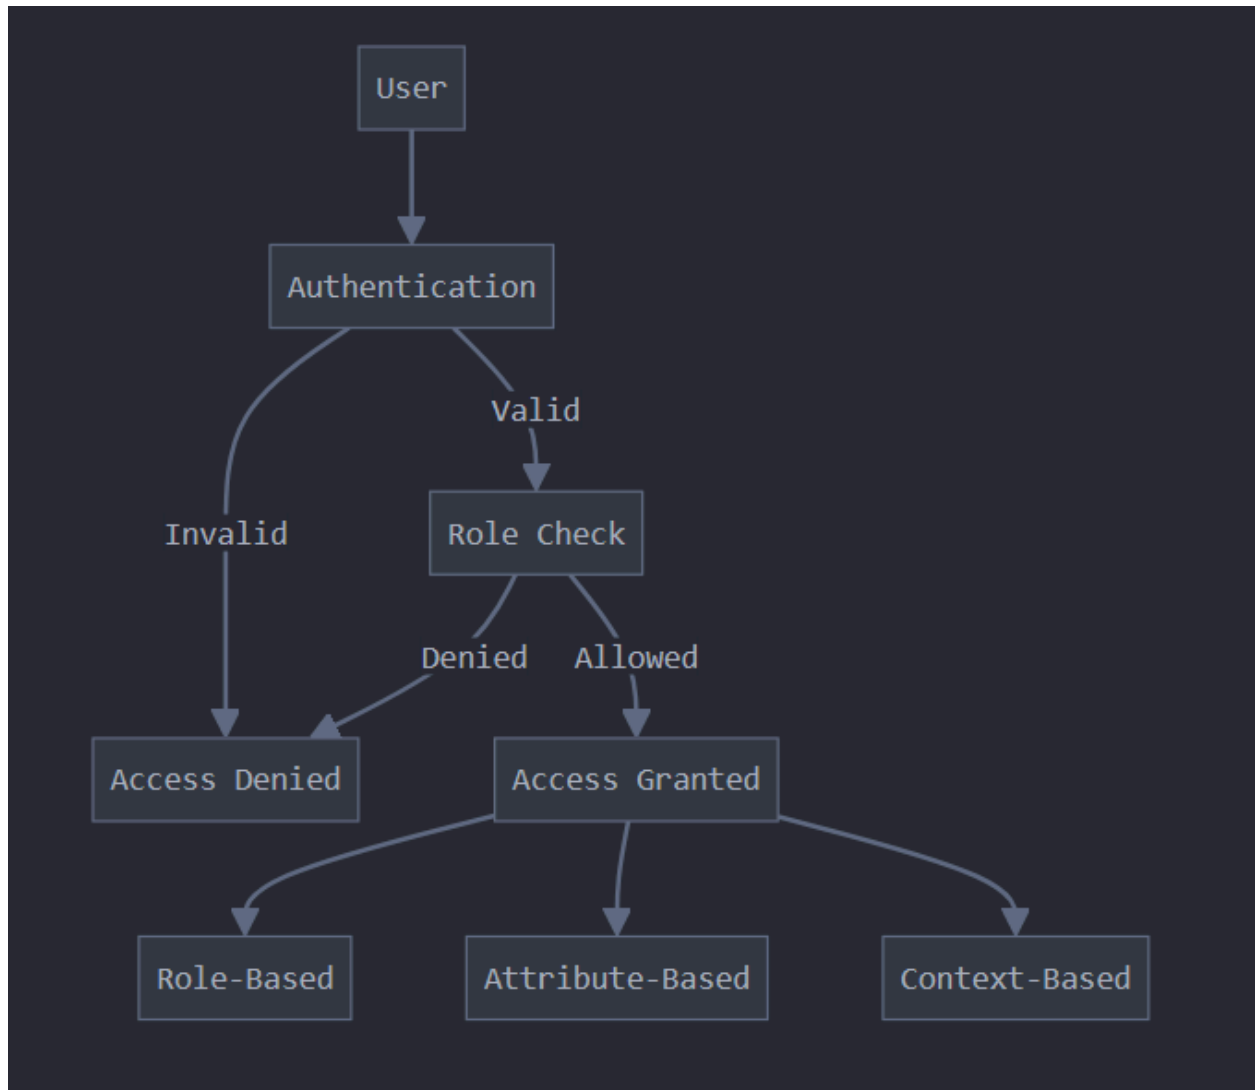 User
Authentication
Valid
Invalid
Role Check
Denied
Allowed
Access Denied
Access Granted
Role-Based
Attribute-Based
Context-Based